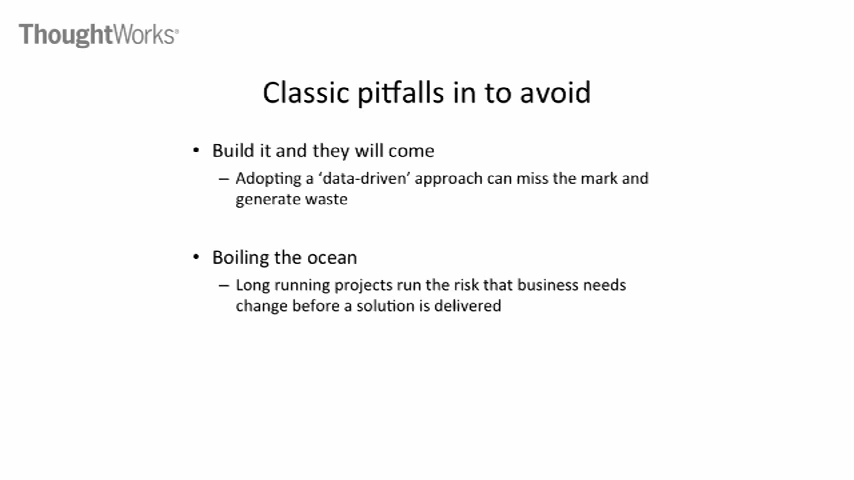 ThoughtWorks®
Classic pitfalls in to avoid
• Build it and they will come
– Adopting a ‘data-driven’ approach can miss the mark and
generate waste
• Boiling the ocean
– Long running projects run the risk that business needs
change before a solution is delivered